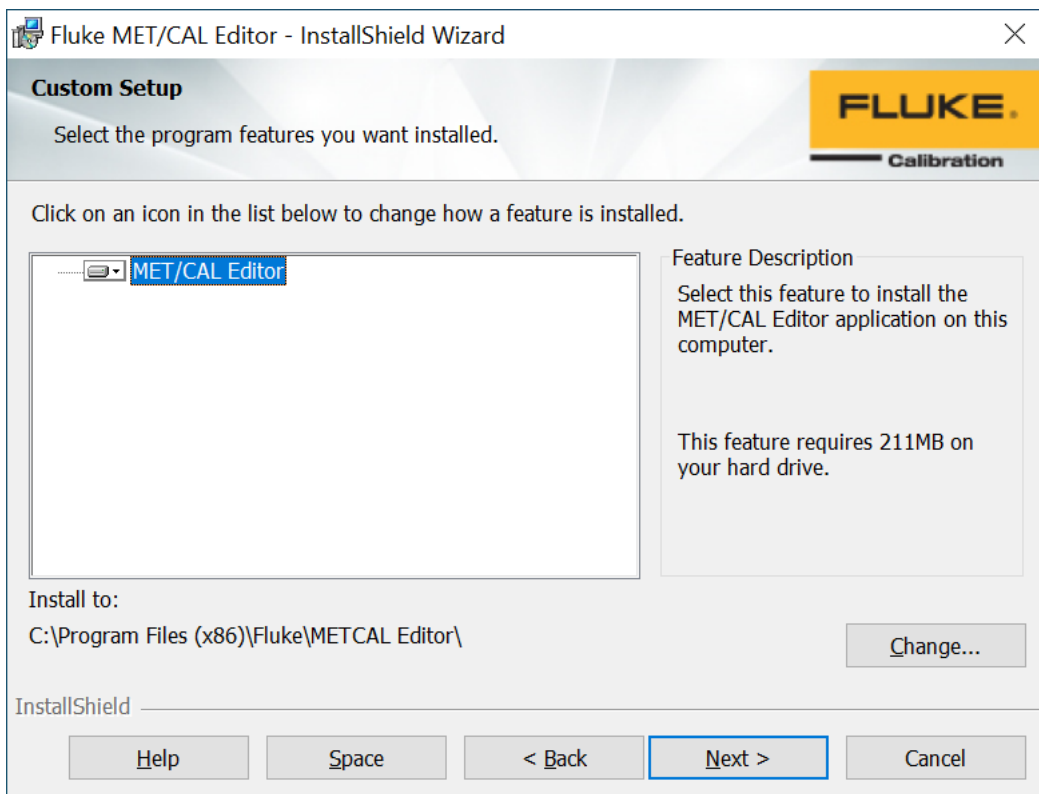 Fluke MET/CAL Editor - InstallShield Wizard
Custom Setup
Select the program features you want installed.
FLUKE®
Calibration
Click on an icon in the list below to change how a feature is installed.
MET/CAL Editor
Feature Description
Select this feature to install the
MET/CAL Editor application on this
computer.
This feature requires 211MB on
your hard drive.
Install to:
C:\Program Files (x86)\Fluke\METCAL Editor\
Change...
InstallShield
Help
Space
< Back
Next >
Cancel